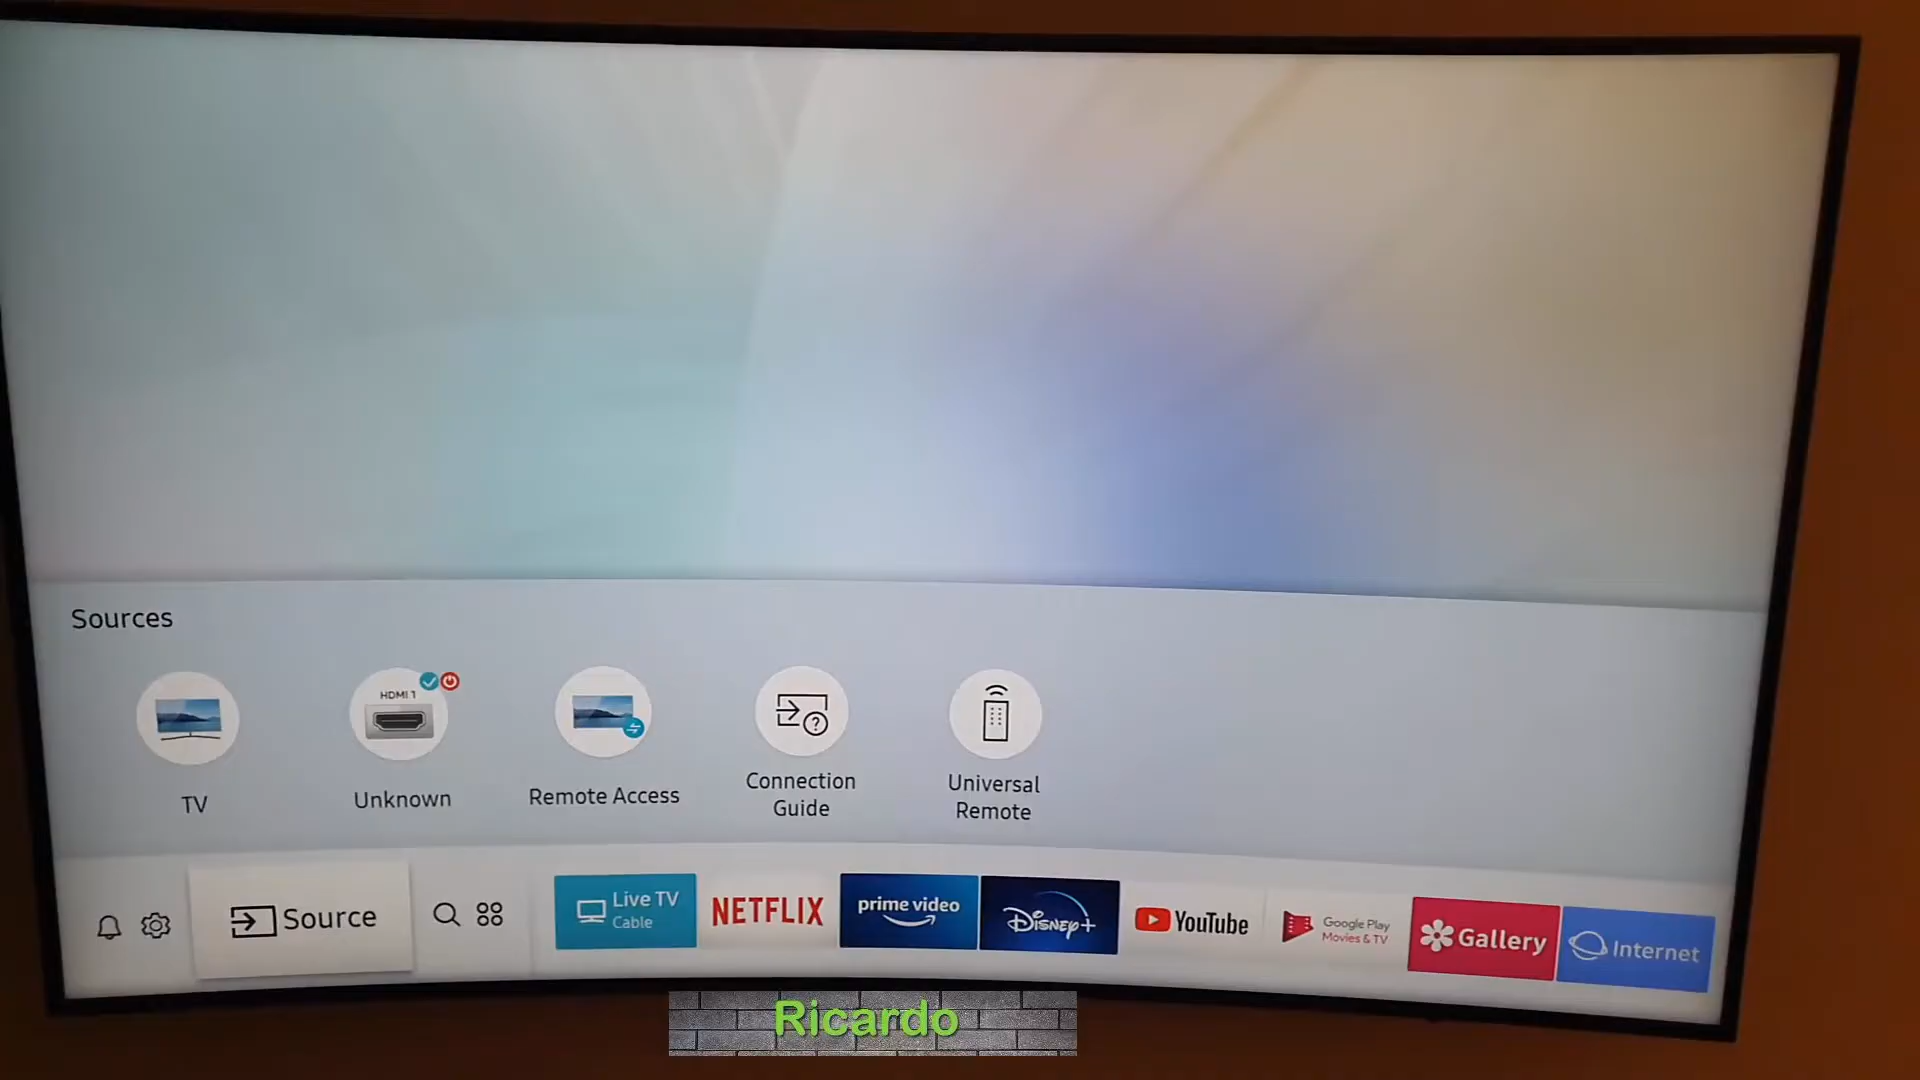 Sources
HDMI 1
TV
Unknown
Remote Access
Connection
Guide
Universal
Remote
Source
Live TV
Cable
NETFLIX
prime video
Disney+
YouTube
Google Play
Movies & TV
Gallery
Internet
Ricardo